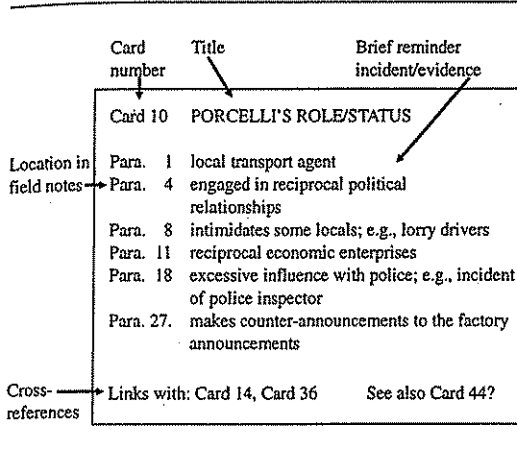 Card number
Title
Brief reminder incident/evidence
Card 10 PORCELLI'S ROLE/STATUS
Location in field notes
Para. 1 local transport agent
Para. 4 engaged in reciprocal political
relationships
Para. 8 intimidates some locals; e.g., lorry drivers
Para. 11 reciprocal economic enterprises
Para. 18 excessive influence with police; e.g., incident
of police inspector
Para. 27. makes counter-announcements to the factory
announcements
Cross-
references
Links with: Card 14, Card 36 See also Card 44?